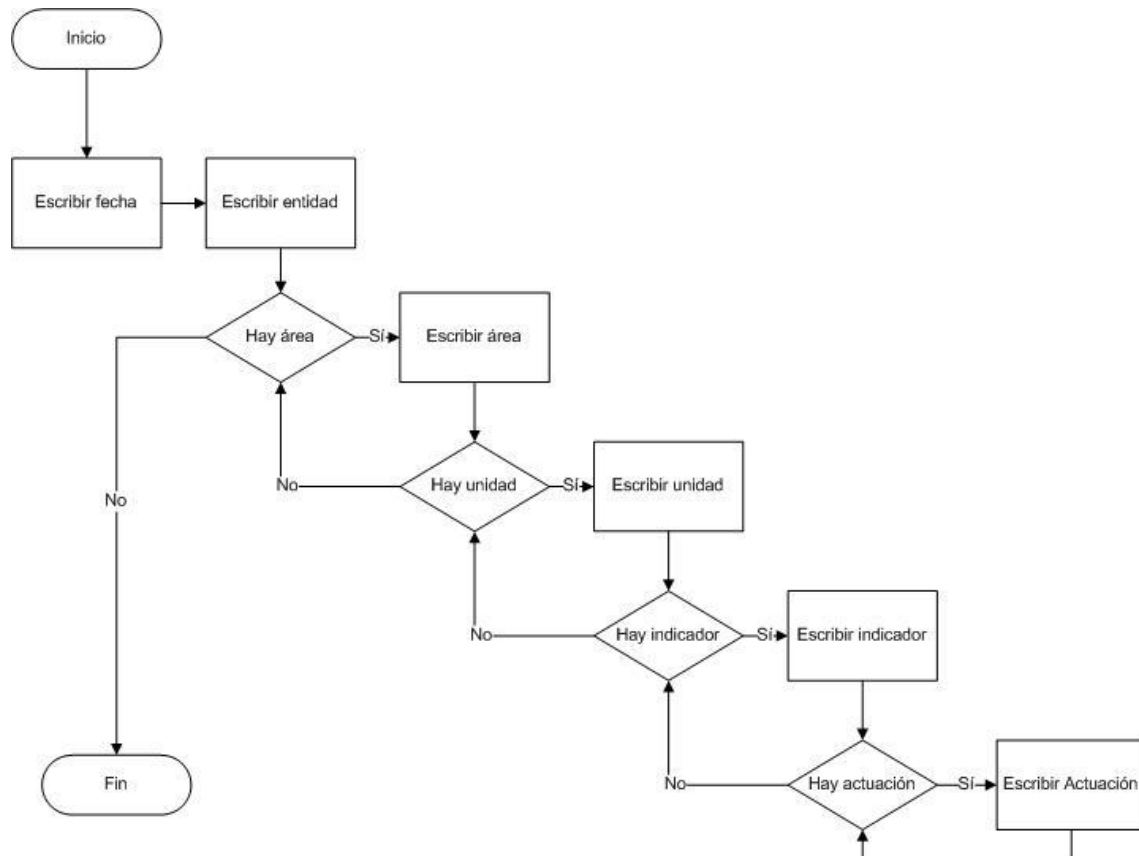 Inicio
Escribir fecha
Escribir entidad
Hay área
Sí
Escribir área
No
Hay unidad
Sí
Escribir unidad
No
Hay indicador
Sí
Escribir indicador
No
Hay actuación
Sí
Escribir Actuación
No
Fin